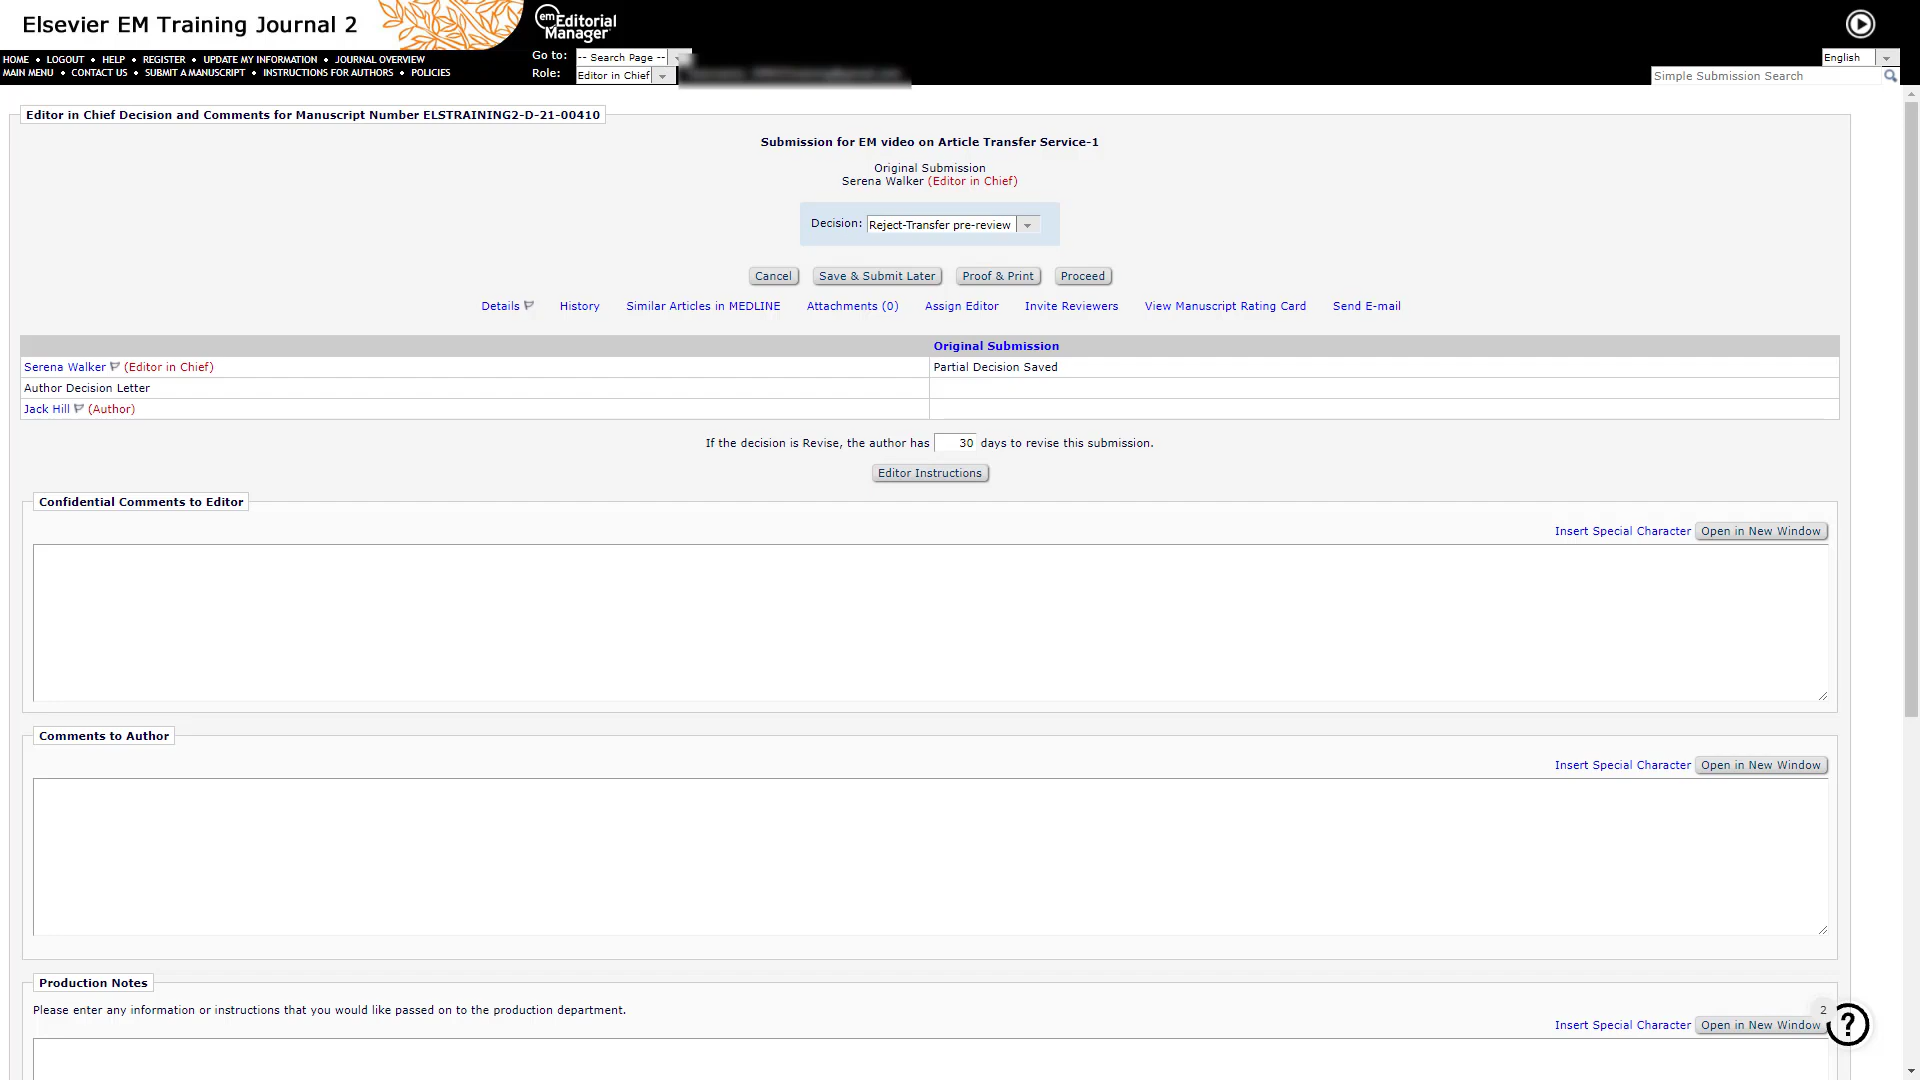 Elsevier EM Training Journal 2
em Editorial Manager
HOME • LOGOUT • HELP • REGISTER • UPDATE MY INFORMATION • JOURNAL OVERVIEW
MAIN MENU • CONTACT US • SUBMIT A MANUSCRIPT • INSTRUCTIONS FOR AUTHORS • POLICIES
Go to: -- Search Page --
Role: Editor in Chief
English
Simple Submission Search
Editor in Chief Decision and Comments for Manuscript Number ELSTRAINING2-D-21-00410
Submission for EM video on Article Transfer Service-1
Original Submission
Serena Walker (Editor in Chief)
Decision: Reject-Transfer pre-review
Cancel Save & Submit Later Proof & Print Proceed
Details History Similar Articles in MEDLINE Attachments (0) Assign Editor Invite Reviewers View Manuscript Rating Card Send E-mail
Original Submission
Serena Walker (Editor in Chief) Partial Decision Saved
Author Decision Letter
Jack Hill (Author)
If the decision is Revise, the author has 30 days to revise this submission.
Editor Instructions
Confidential Comments to Editor
Insert Special Character Open in New Window
Comments to Author
Insert Special Character Open in New Window
Production Notes
Please enter any information or instructions that you would like passed on to the production department.
2
Insert Special Character Open in New Window
?